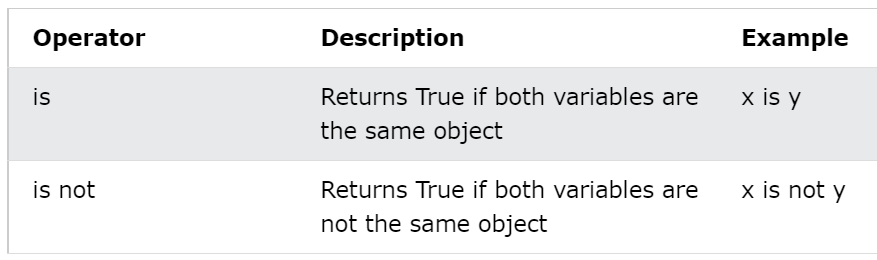 Operator Description Example
is Returns True if both variables are x is y
the same object
is not Returns True if both variables are x is not y
not the same object